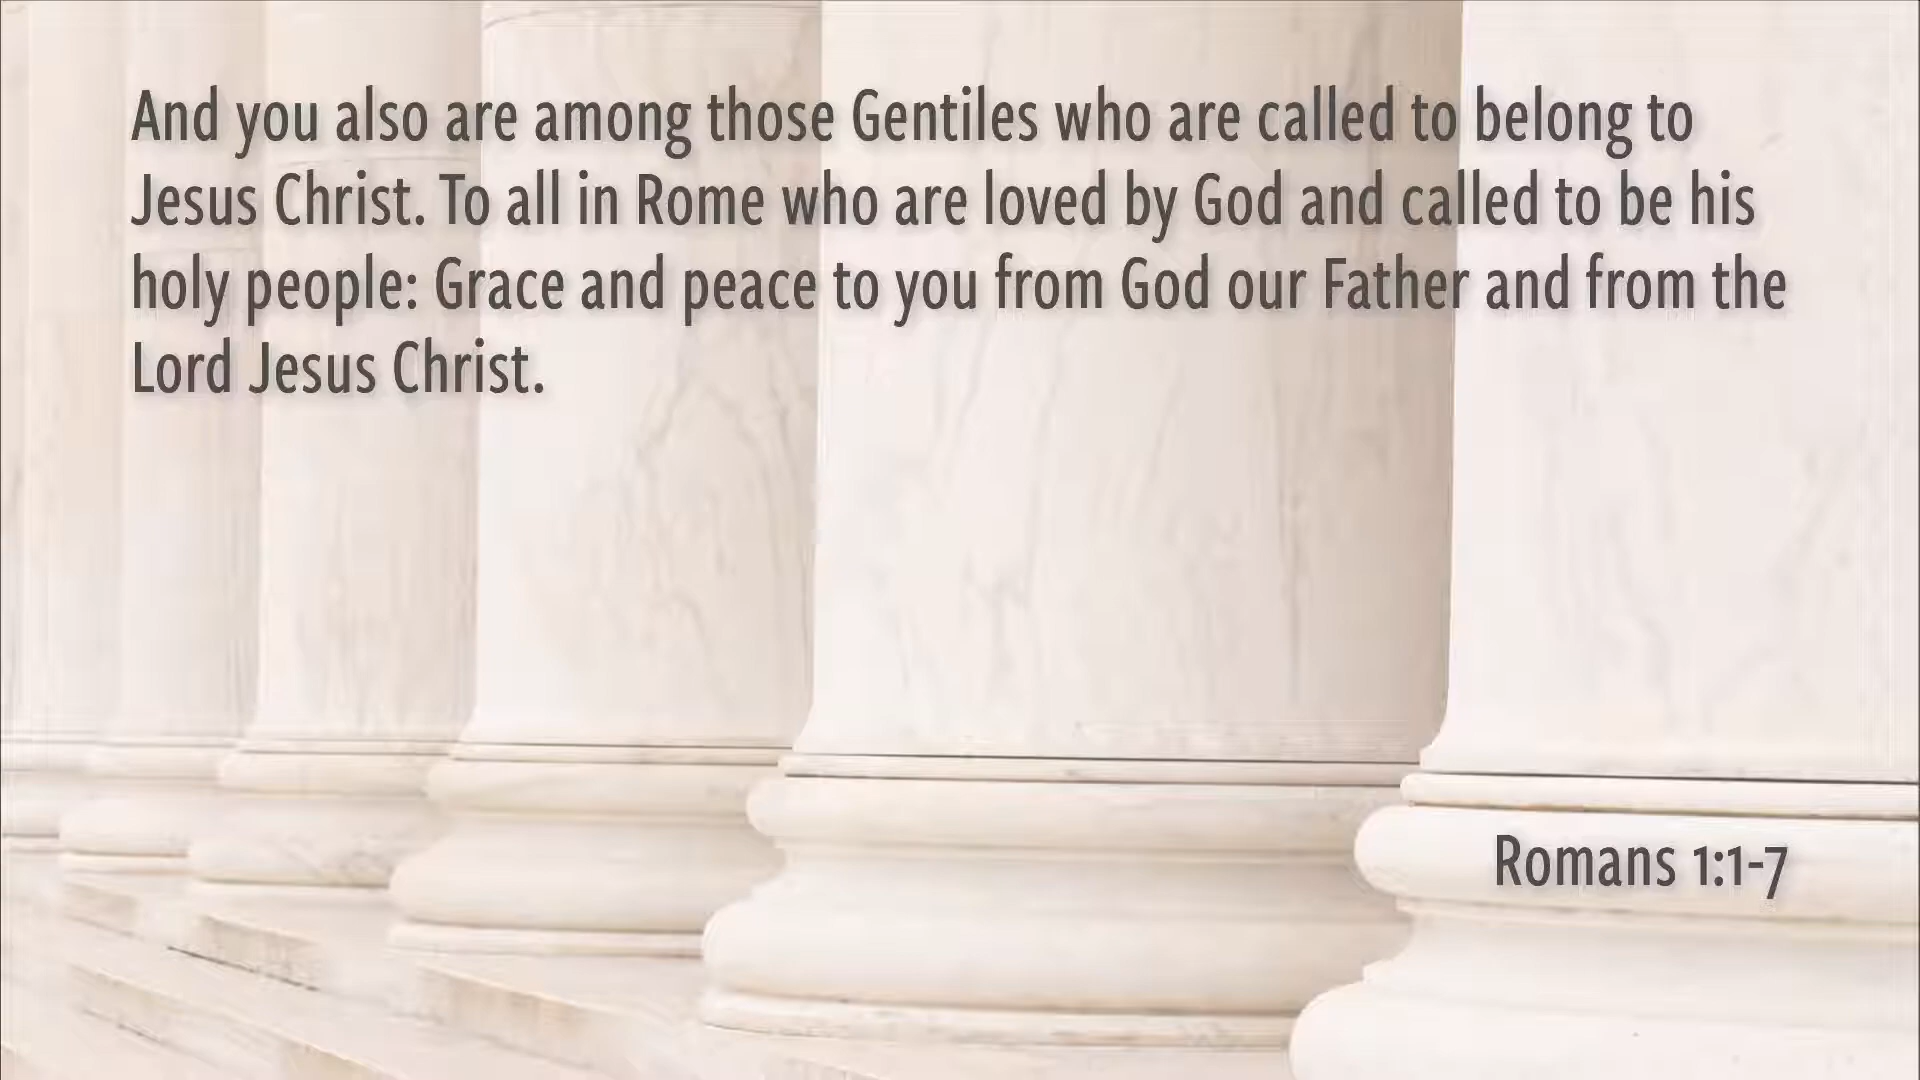 And you also are among those Gentiles who are called to belong to
Jesus Christ. To all in Rome who are loved by God and called to be his
holy people: Grace and peace to you from God our Father and from the
Lord Jesus Christ.
Romans 1:1-7